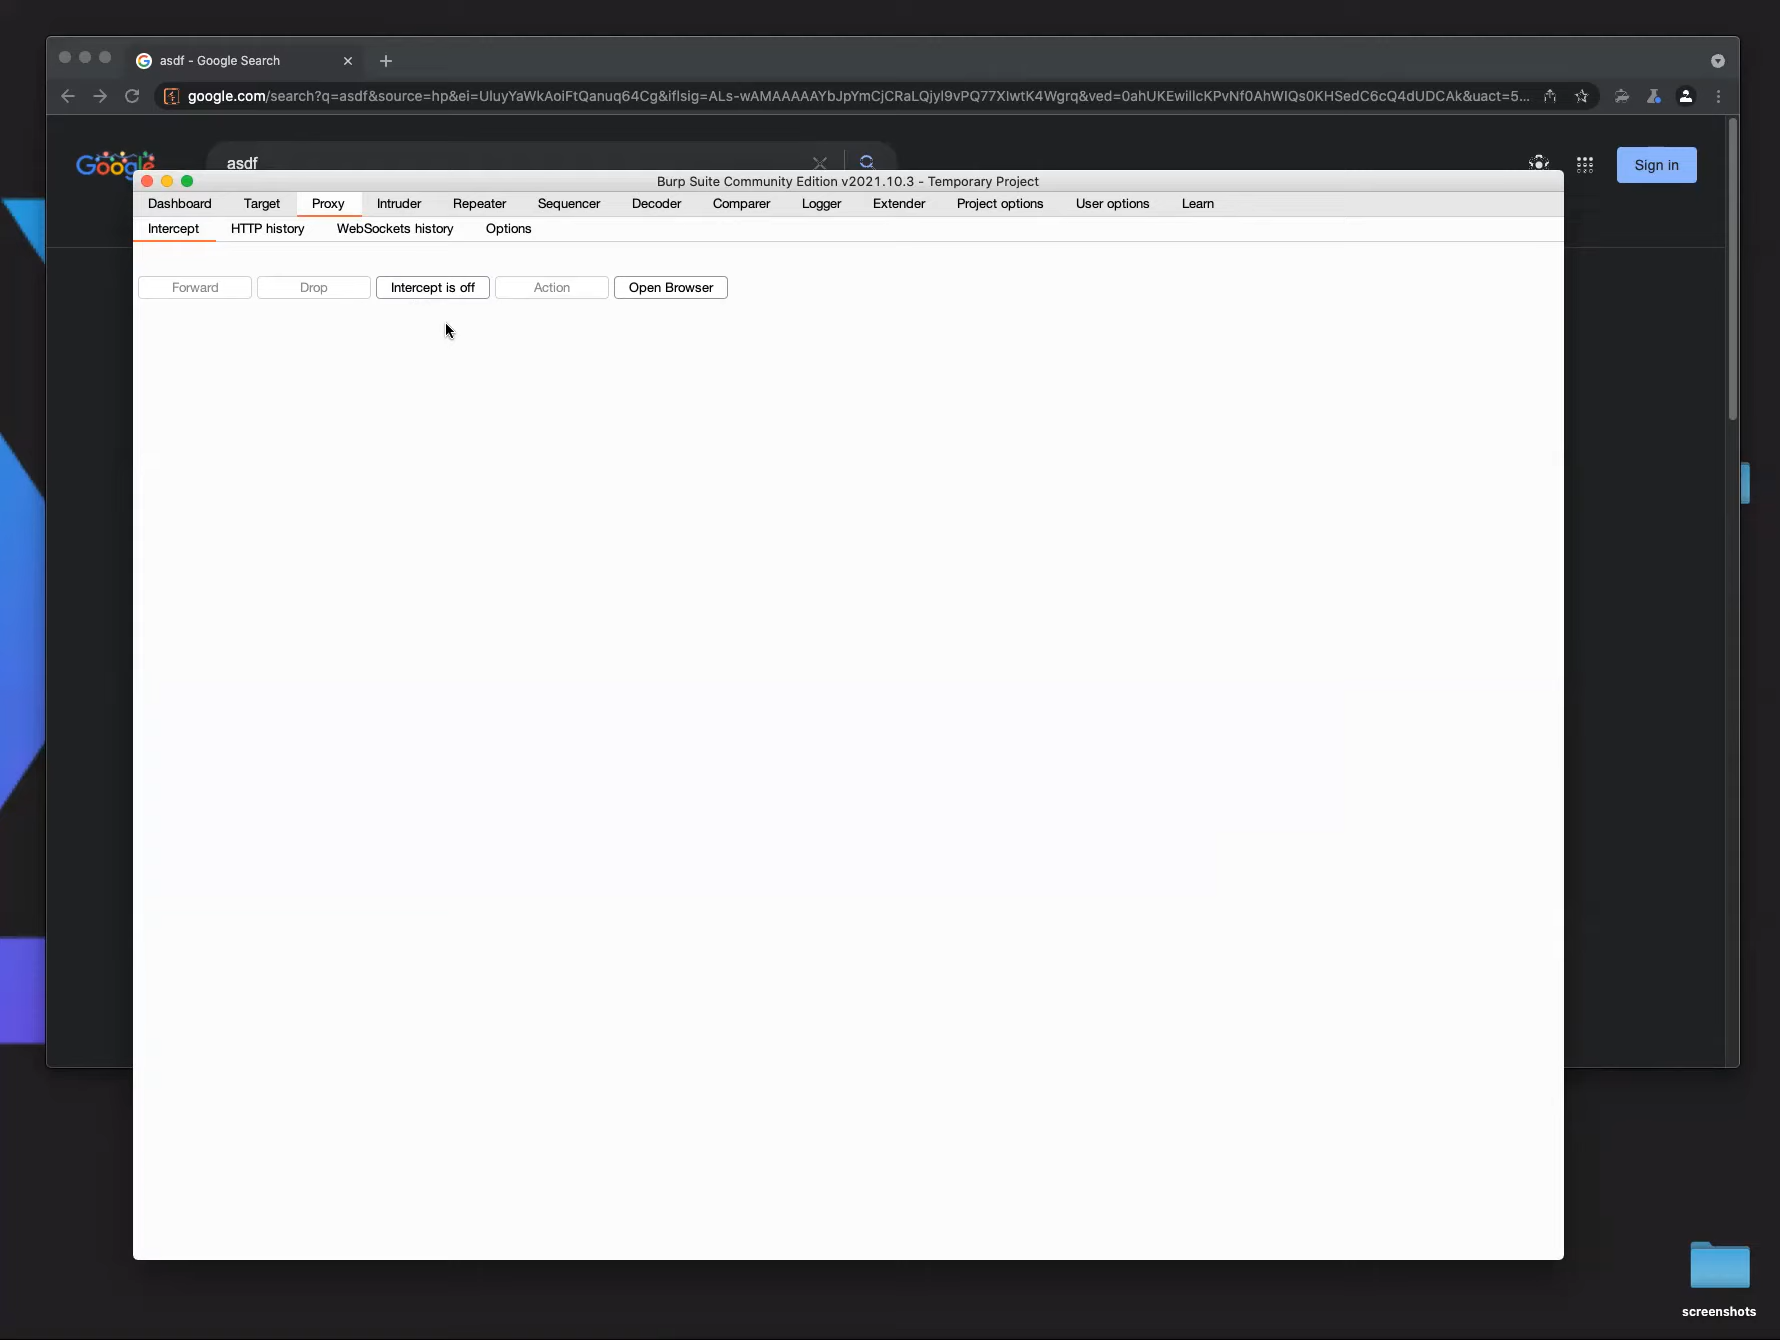 asdf - Google Search
google.com/search?q=asdf&source=hp&ei=UluyYaWkAoiFtQanuq64Cg&iflsig=ALs-wAMAAAAAYbJpYmCjCRaLQjyl9vPQ77XlwtK4Wgrq&ved=0ahUKEwillcKPvNf0AhWIQs0KHSedC6cQ4dUDCAk&uact=5...
Google asdf Sign in
Burp Suite Community Edition v2021.10.3 - Temporary Project
Dashboard Target Proxy Intruder Repeater Sequencer Decoder Comparer Logger Extender Project options User options Learn
Intercept HTTP history WebSockets history Options
Forward Drop Intercept is off Action Open Browser
screenshots